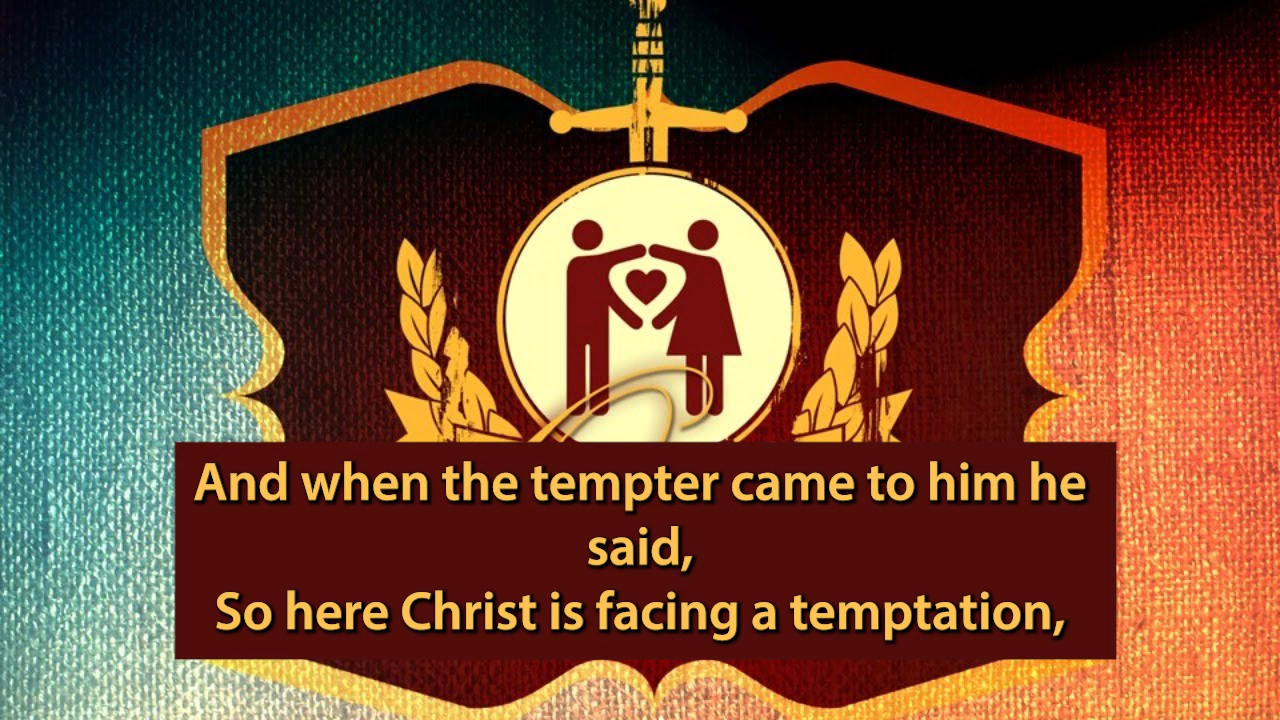 And when the tempter came to him he
said,
So here Christ is facing a temptation,